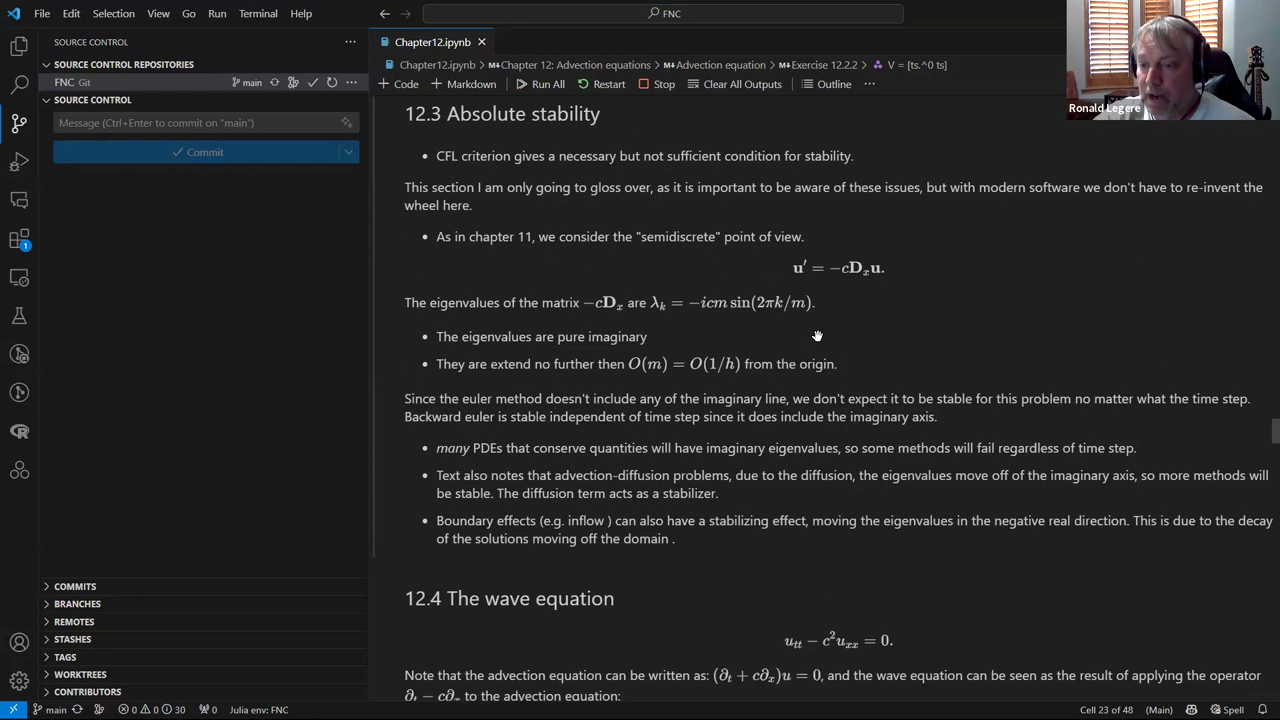 File Edit Selection View Go Run Terminal Help
FNC
SOURCE CONTROL
12.ipynb
SOURCE CONTROL REPOSITORIES
FNC Git
main
12.ipynb Chapter 12: Advection equations Advection equation Exercise 12.2.2 V = [ts.^0 ts]
Code Markdown Run All Restart Stop Clear All Outputs Outline
SOURCE CONTROL
Message (Ctrl+Enter to commit on "main")
Commit
Ronald Legere
12.3 Absolute stability
• CFL criterion gives a necessary but not sufficient condition for stability.
This section I am only going to gloss over, as it is important to be aware of these issues, but with modern software we don't have to re-invent the
wheel here.
• As in chapter 11, we consider the "semidiscrete" point of view.
u′ = −cDₓu.
The eigenvalues of the matrix −cDₓ are λₖ = −icm sin(2πk/m).
• The eigenvalues are pure imaginary
• They are extend no further then O(m) = O(1/h) from the origin.
Since the euler method doesn't include any of the imaginary line, we don't expect it to be stable for this problem no matter what the time step.
Backward euler is stable independent of time step since it does include the imaginary axis.
• many PDEs that conserve quantities will have imaginary eigenvalues, so some methods will fail regardless of time step.
• Text also notes that advection-diffusion problems, due to the diffusion, the eigenvalues move off of the imaginary axis, so more methods will
be stable. The diffusion term acts as a stabilizer.
• Boundary effects (e.g. inflow ) can also have a stabilizing effect, moving the eigenvalues in the negative real direction. This is due to the decay
of the solutions moving off the domain .
12.4 The wave equation
uₜₜ − c²uₓₓ = 0.
Note that the advection equation can be written as: (∂ₜ + c∂ₓ)u = 0, and the wave equation can be seen as the result of applying the operator
∂ₜ − c∂ₓ to the advection equation:
1
COMMITS
BRANCHES
REMOTES
STASHES
TAGS
WORKTREES
CONTRIBUTORS
main 0 0 30 0 Julia env: FNC Cell 23 of 48 (Main) Spell